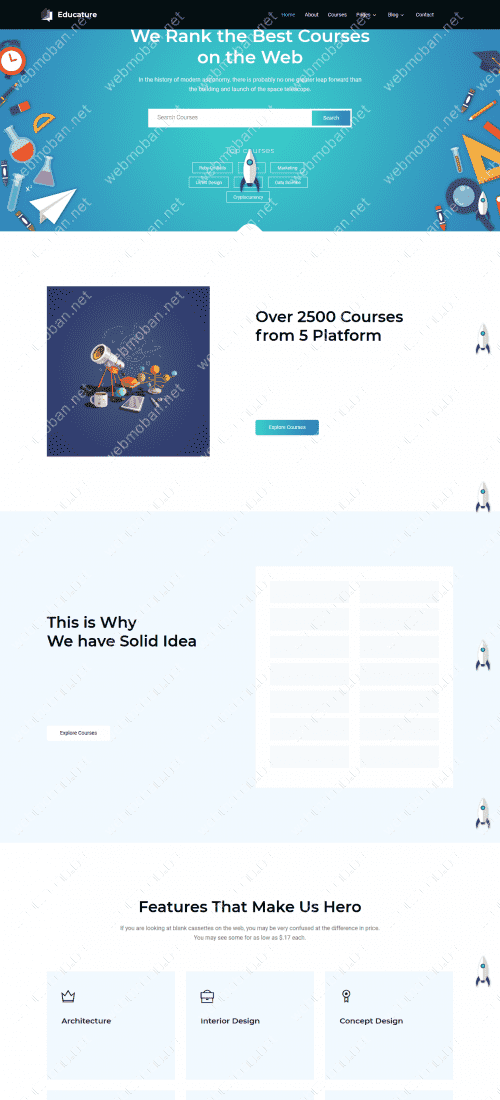 Educature
Home About Courses Pages Blog Contact
We Rank the Best Courses
on the Web
In the history of modern astronomy, there is probably no one greater leap forward than
the building and launch of the space telescope.
Search Courses
Search
Top courses
Marketing
UI/UX Design
Data Science
Cryptocurrency
Over 2500 Courses
from 5 Platform
Explore Courses
This is Why
We have Solid Idea
Explore Courses
Features That Make Us Hero
If you are looking at blank cassettes on the web, you may be very confused at the difference in price.
You may see some for as low as $.17 each.
Architecture
Interior Design
Concept Design
webmoban.net